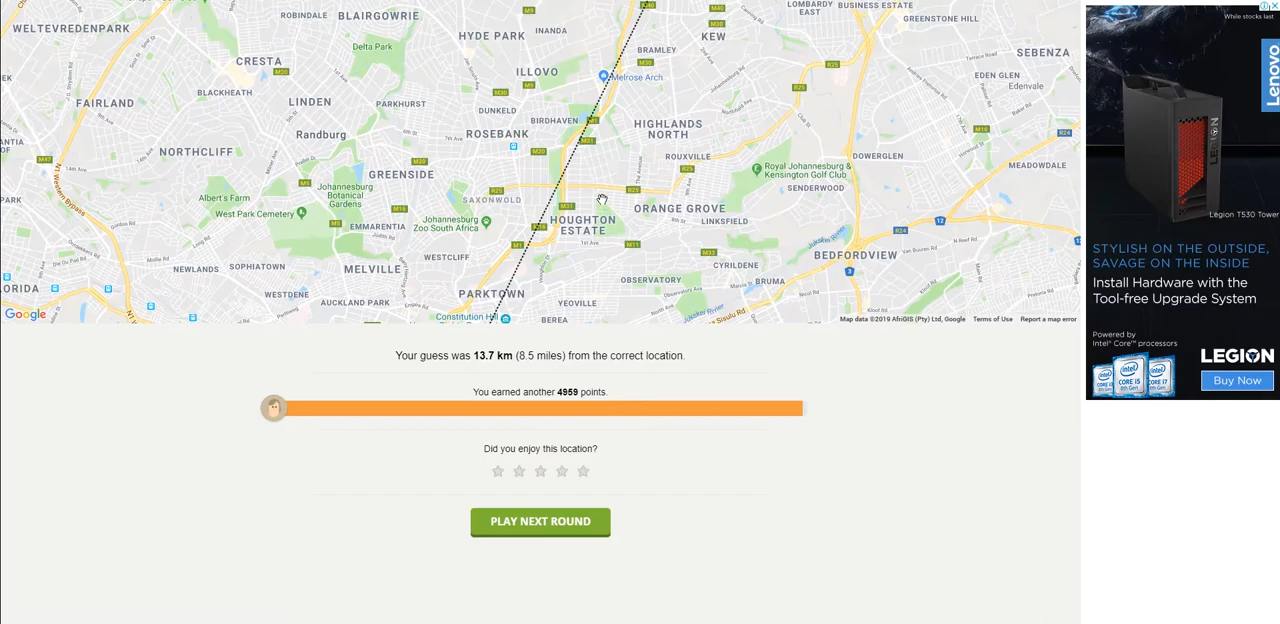 WELTEVREDENPARK
ROBINDALE
BLAIRGOWRIE
HYDE PARK
INANDA
KEW
LOMBARDY EAST
BUSINESS ESTATE
GREENSTONE HILL
Delta Park
BRAMLEY
SEBENZA
CRESTA
ILLOVO
Melrose Arch
EDEN GLEN
Edenvale
BLACKHEATH
FAIRLAND
LINDEN
PARKHURST
DUNKELD
BIRDHAVEN
HIGHLANDS NORTH
Randburg
ROSEBANK
NORTHCLIFF
ROUXVILLE
DOWERGLEN
MEADOWDALE
GREENSIDE
Royal Johannesburg & Kensington Golf Club
Johannesburg Botanical Gardens
SENDERWOOD
Albert's Farm
SAXONWOLD
West Park Cemetery
ORANGE GROVE
LINKSFIELD
EMMARENTIA
Johannesburg Zoo South Africa
HOUGHTON ESTATE
N1 Western Bypass
WESTCLIFF
CYRILDENE
BEDFORDVIEW
NEWLANDS
SOPHIATOWN
MELVILLE
OBSERVATORY
BRUMA
WESTDENE
PARKTOWN
AUCKLAND PARK
YEOVILLE
Constitution Hill
BEREA
Google
Map data ©2019 AfriGIS (Pty) Ltd, Google
Terms of Use
Report a map error
Your guess was 13.7 km (8.5 miles) from the correct location.
You earned another 4959 points.
Did you enjoy this location?
PLAY NEXT ROUND
While stocks last
Lenovo
LEGION
Legion T530 Tower
STYLISH ON THE OUTSIDE,
SAVAGE ON THE INSIDE
Install Hardware with the
Tool-free Upgrade System
Powered by
Intel® Core™ processors
LEGION
Buy Now